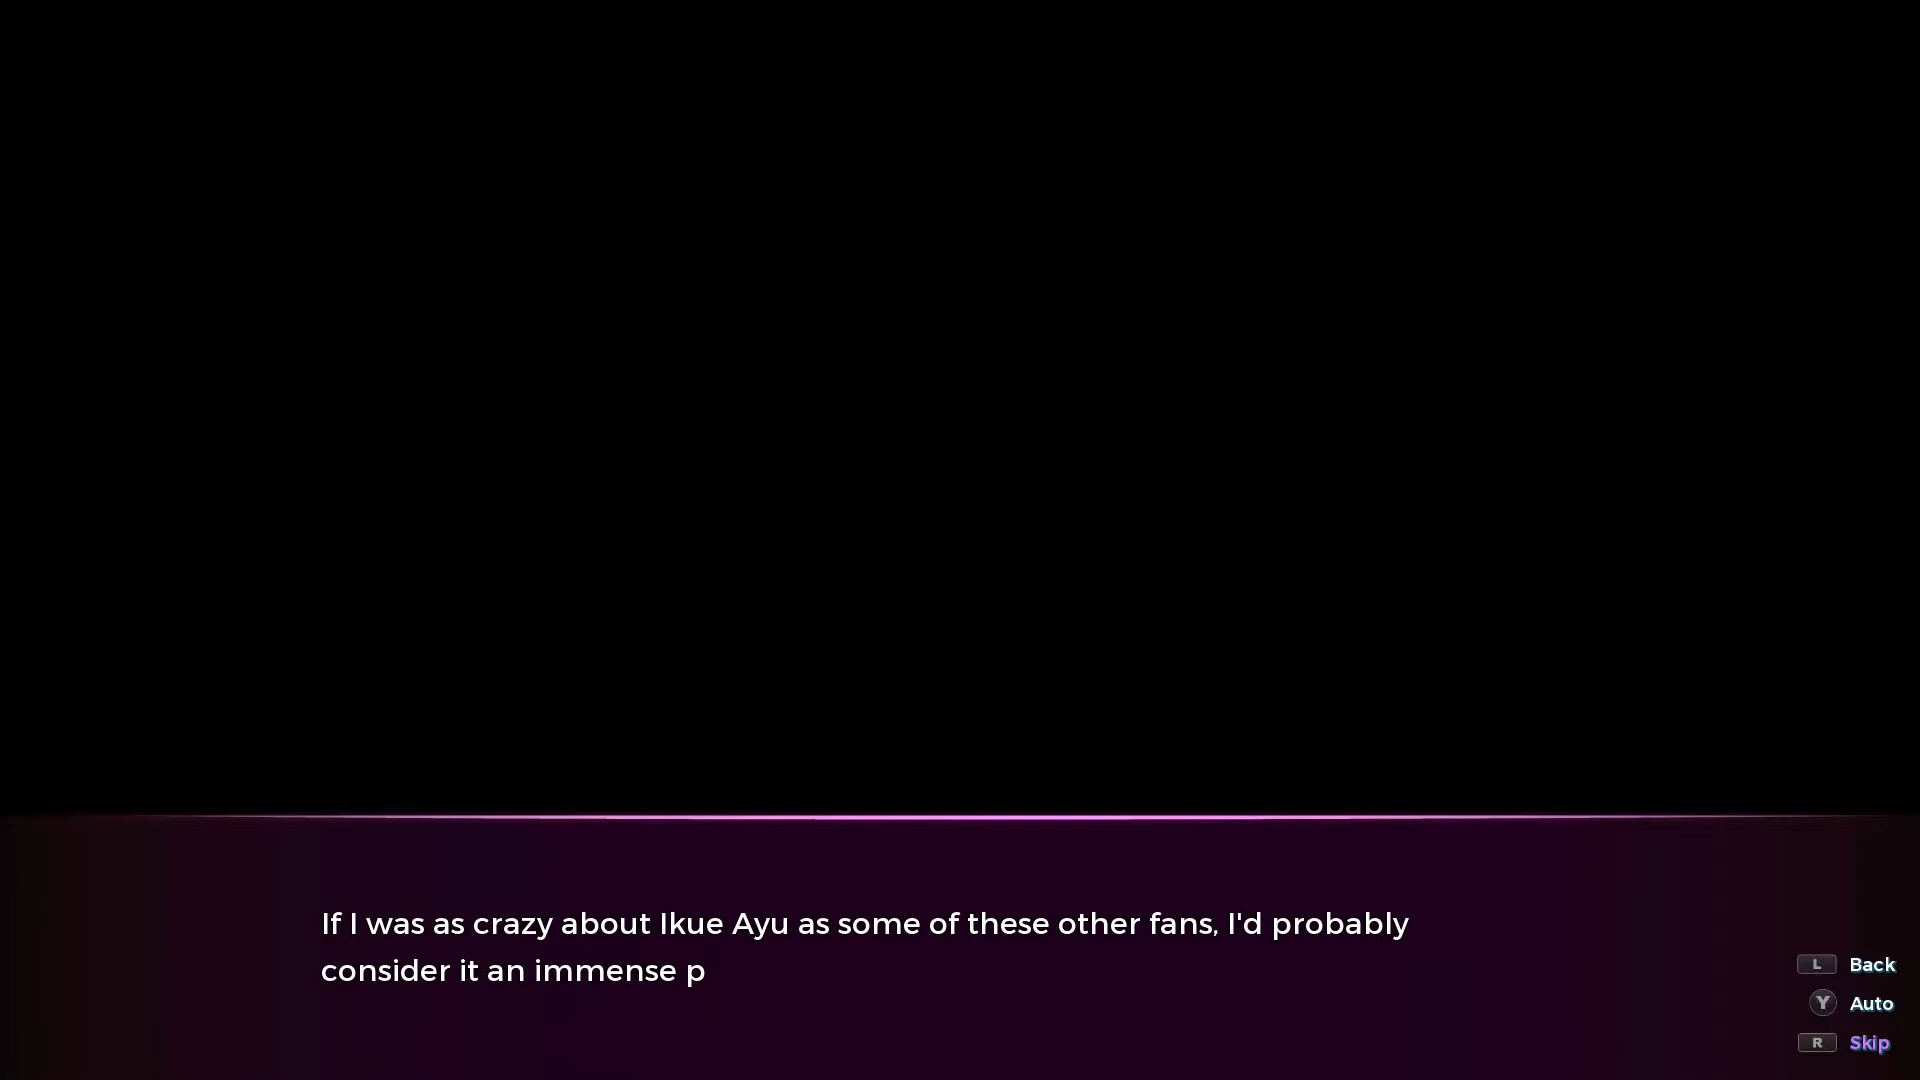 If I was as crazy about Ikue Ayu as some of these other fans, I'd probably
consider it an immense p
L Back
Y Auto
R Skip